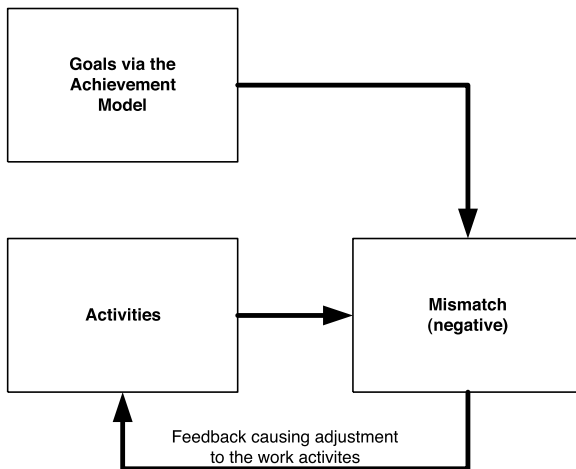 Goals via the
Achievement
Model
Activities
Mismatch
(negative)
Feedback causing adjustment
to the work activites